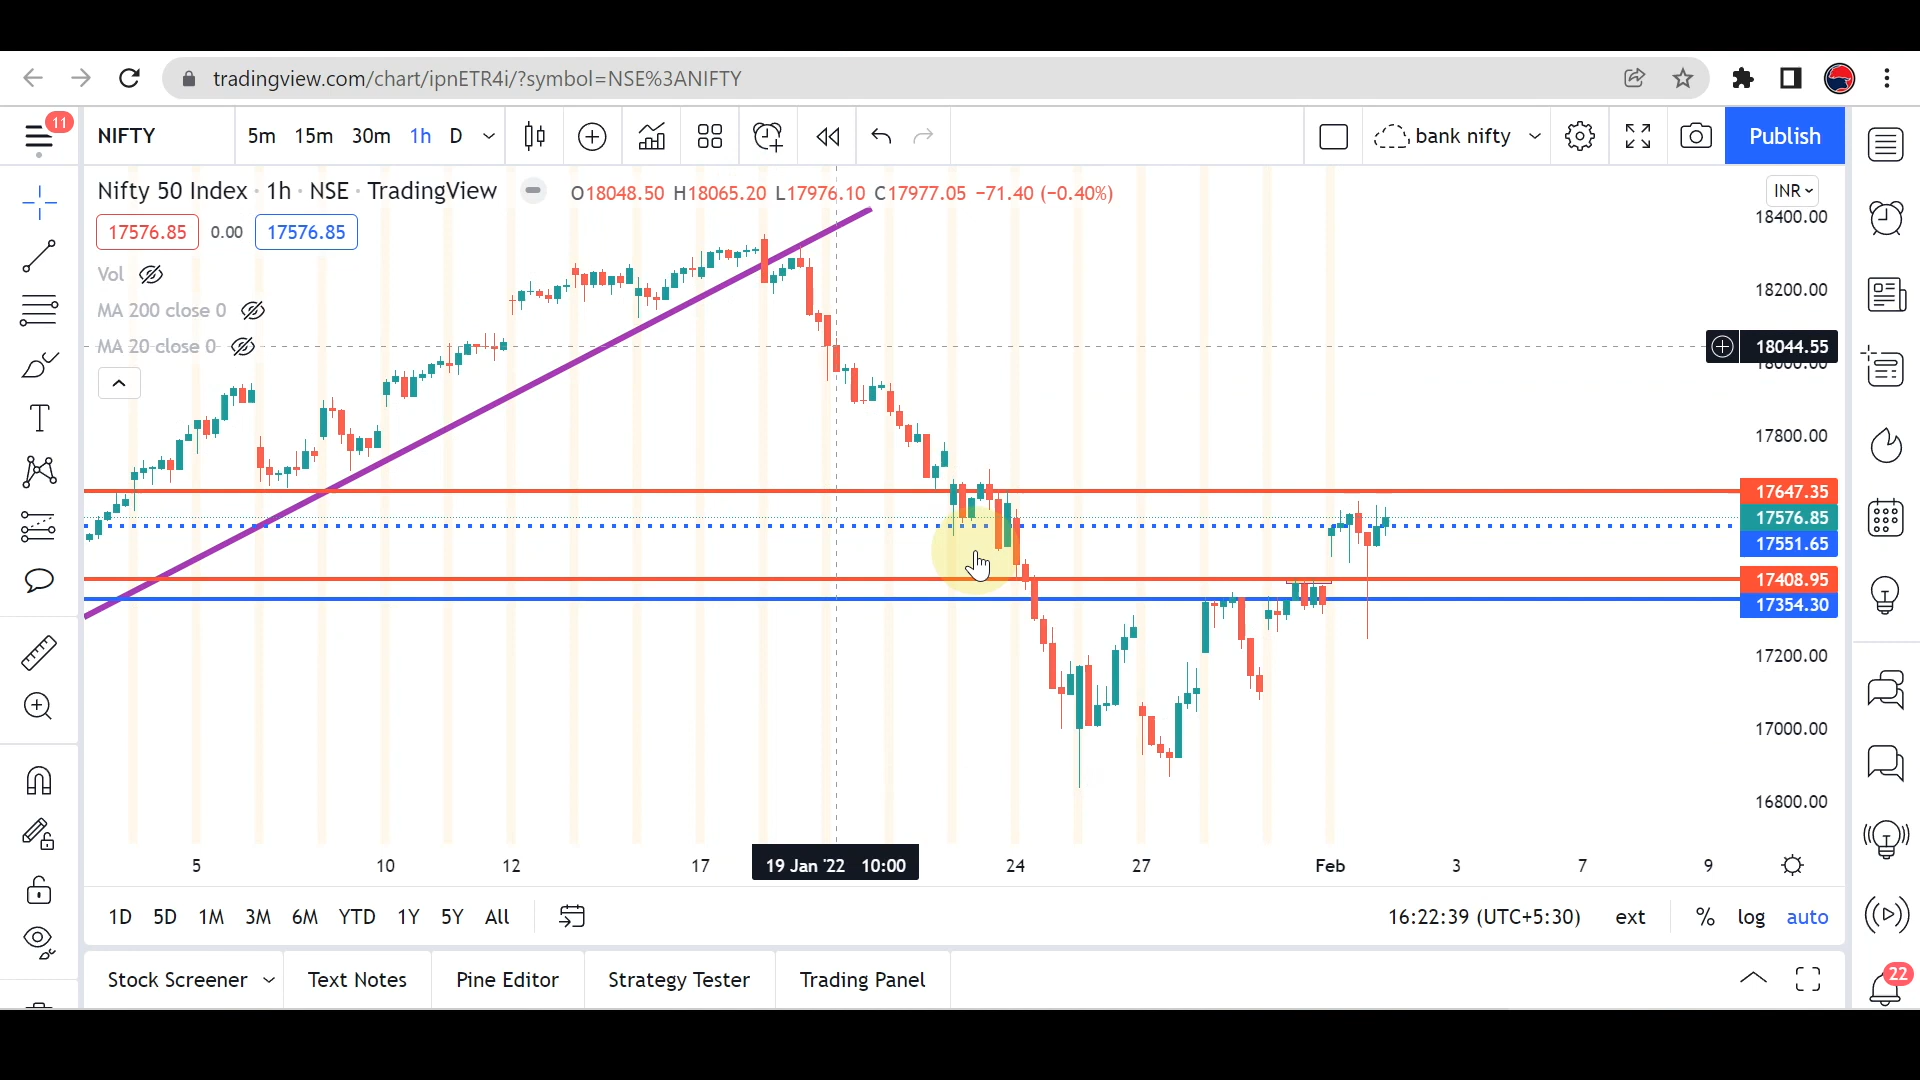 tradingview.com/chart/ipnETR4i/?symbol=NSE%3ANIFTY
11
NIFTY
5m 15m 30m 1h D
bank nifty
Publish
Nifty 50 Index · 1h · NSE · TradingView
O18048.50 H18065.20 L17976.10 C17977.05 −71.40 (−0.40%)
INR
17576.85 0.00 17576.85
Vol
MA 200 close 0
MA 20 close 0
18400.00
18200.00
18044.55
18000.00
17800.00
17647.35
17576.85
17551.65
17408.95
17354.30
17200.00
17000.00
16800.00
5 10 12 17 19 Jan '22 10:00 24 27 Feb 3 7 9
1D 5D 1M 3M 6M YTD 1Y 5Y All
16:22:39 (UTC+5:30) ext % log auto
Stock Screener Text Notes Pine Editor Strategy Tester Trading Panel
22